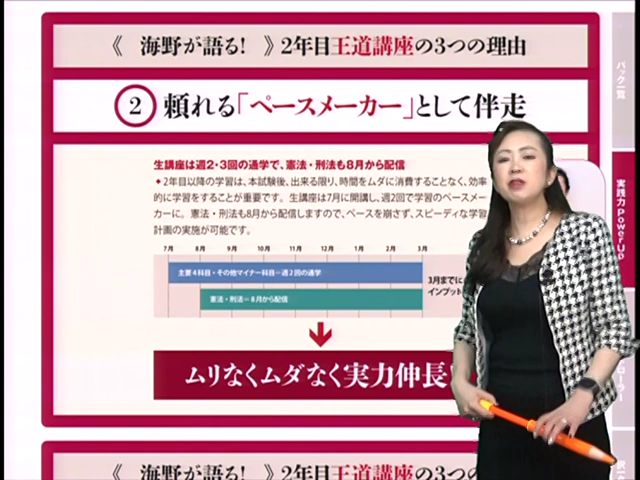 《 海野が語る! 》2年目王道講座の3つの理由
2 頼れる「ペースメーカー」として伴走
生講座は週2・3回の通学で、憲法・刑法も8月から配信
● 2年目以降の学習は、本試験後、出来る限り、時間をムダに消費することなく、効率
的に学習をすることが重要です。生講座は7月に開講し、週2回で学習のペースメー
カーに。憲法・刑法も8月から配信しますので、ペースを崩さず、スピーディな学習
計画の実施が可能です。
7月 8月 9月 10月 11月 12月 1月 2月 3月
主要4科目・その他マイナー科目=週2回の通学
憲法・刑法=8月から配信
3月までに
インプット
ムリなくムダなく実力伸長
《 海野が語る! 》2年目王道講座の3つの
パック一覧
実践力PowerUp
ローラー